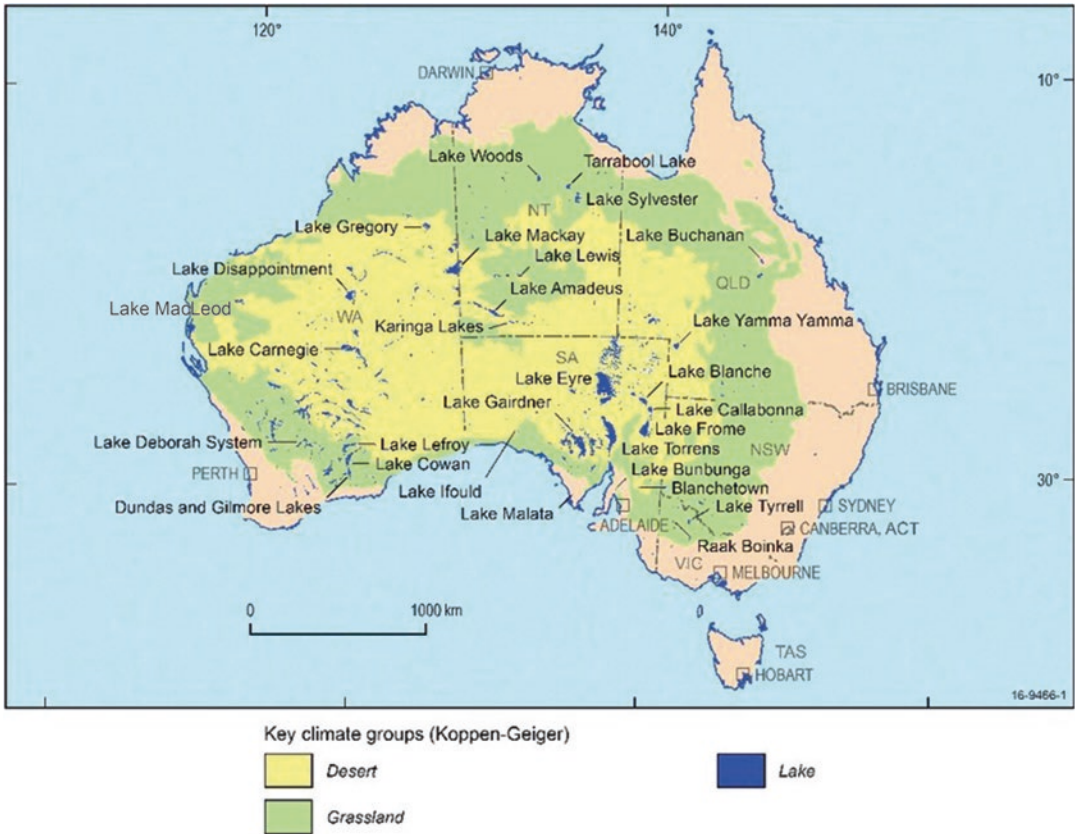 120°
140°
10°
DARWIN
Lake Woods
Tarrabool Lake
Lake Sylvester
NT
Lake Gregory
Lake Mackay
Lake Buchanan
Lake Lewis
Lake Disappointment
QLD
Lake Amadeus
Lake MacLeod
WA
Karinga Lakes
Lake Yamma Yamma
Lake Carnegie
SA
Lake Eyre
Lake Blanche
BRISBANE
Lake Gairdner
Lake Callabonna
Lake Frome
Lake Deborah System
Lake Lefroy
Lake Torrens
NSW
Lake Cowan
PERTH
Lake Bunbunga
30°
Lake Ifould
Blanchetown
Dundas and Gilmore Lakes
Lake Malata
Lake Tyrrell
SYDNEY
ADELAIDE
CANBERRA, ACT
Raak Boinka
VIC
MELBOURNE
0 1000 km
TAS
HOBART
16-9466-1
Key climate groups (Koppen-Geiger)
Desert
Lake
Grassland